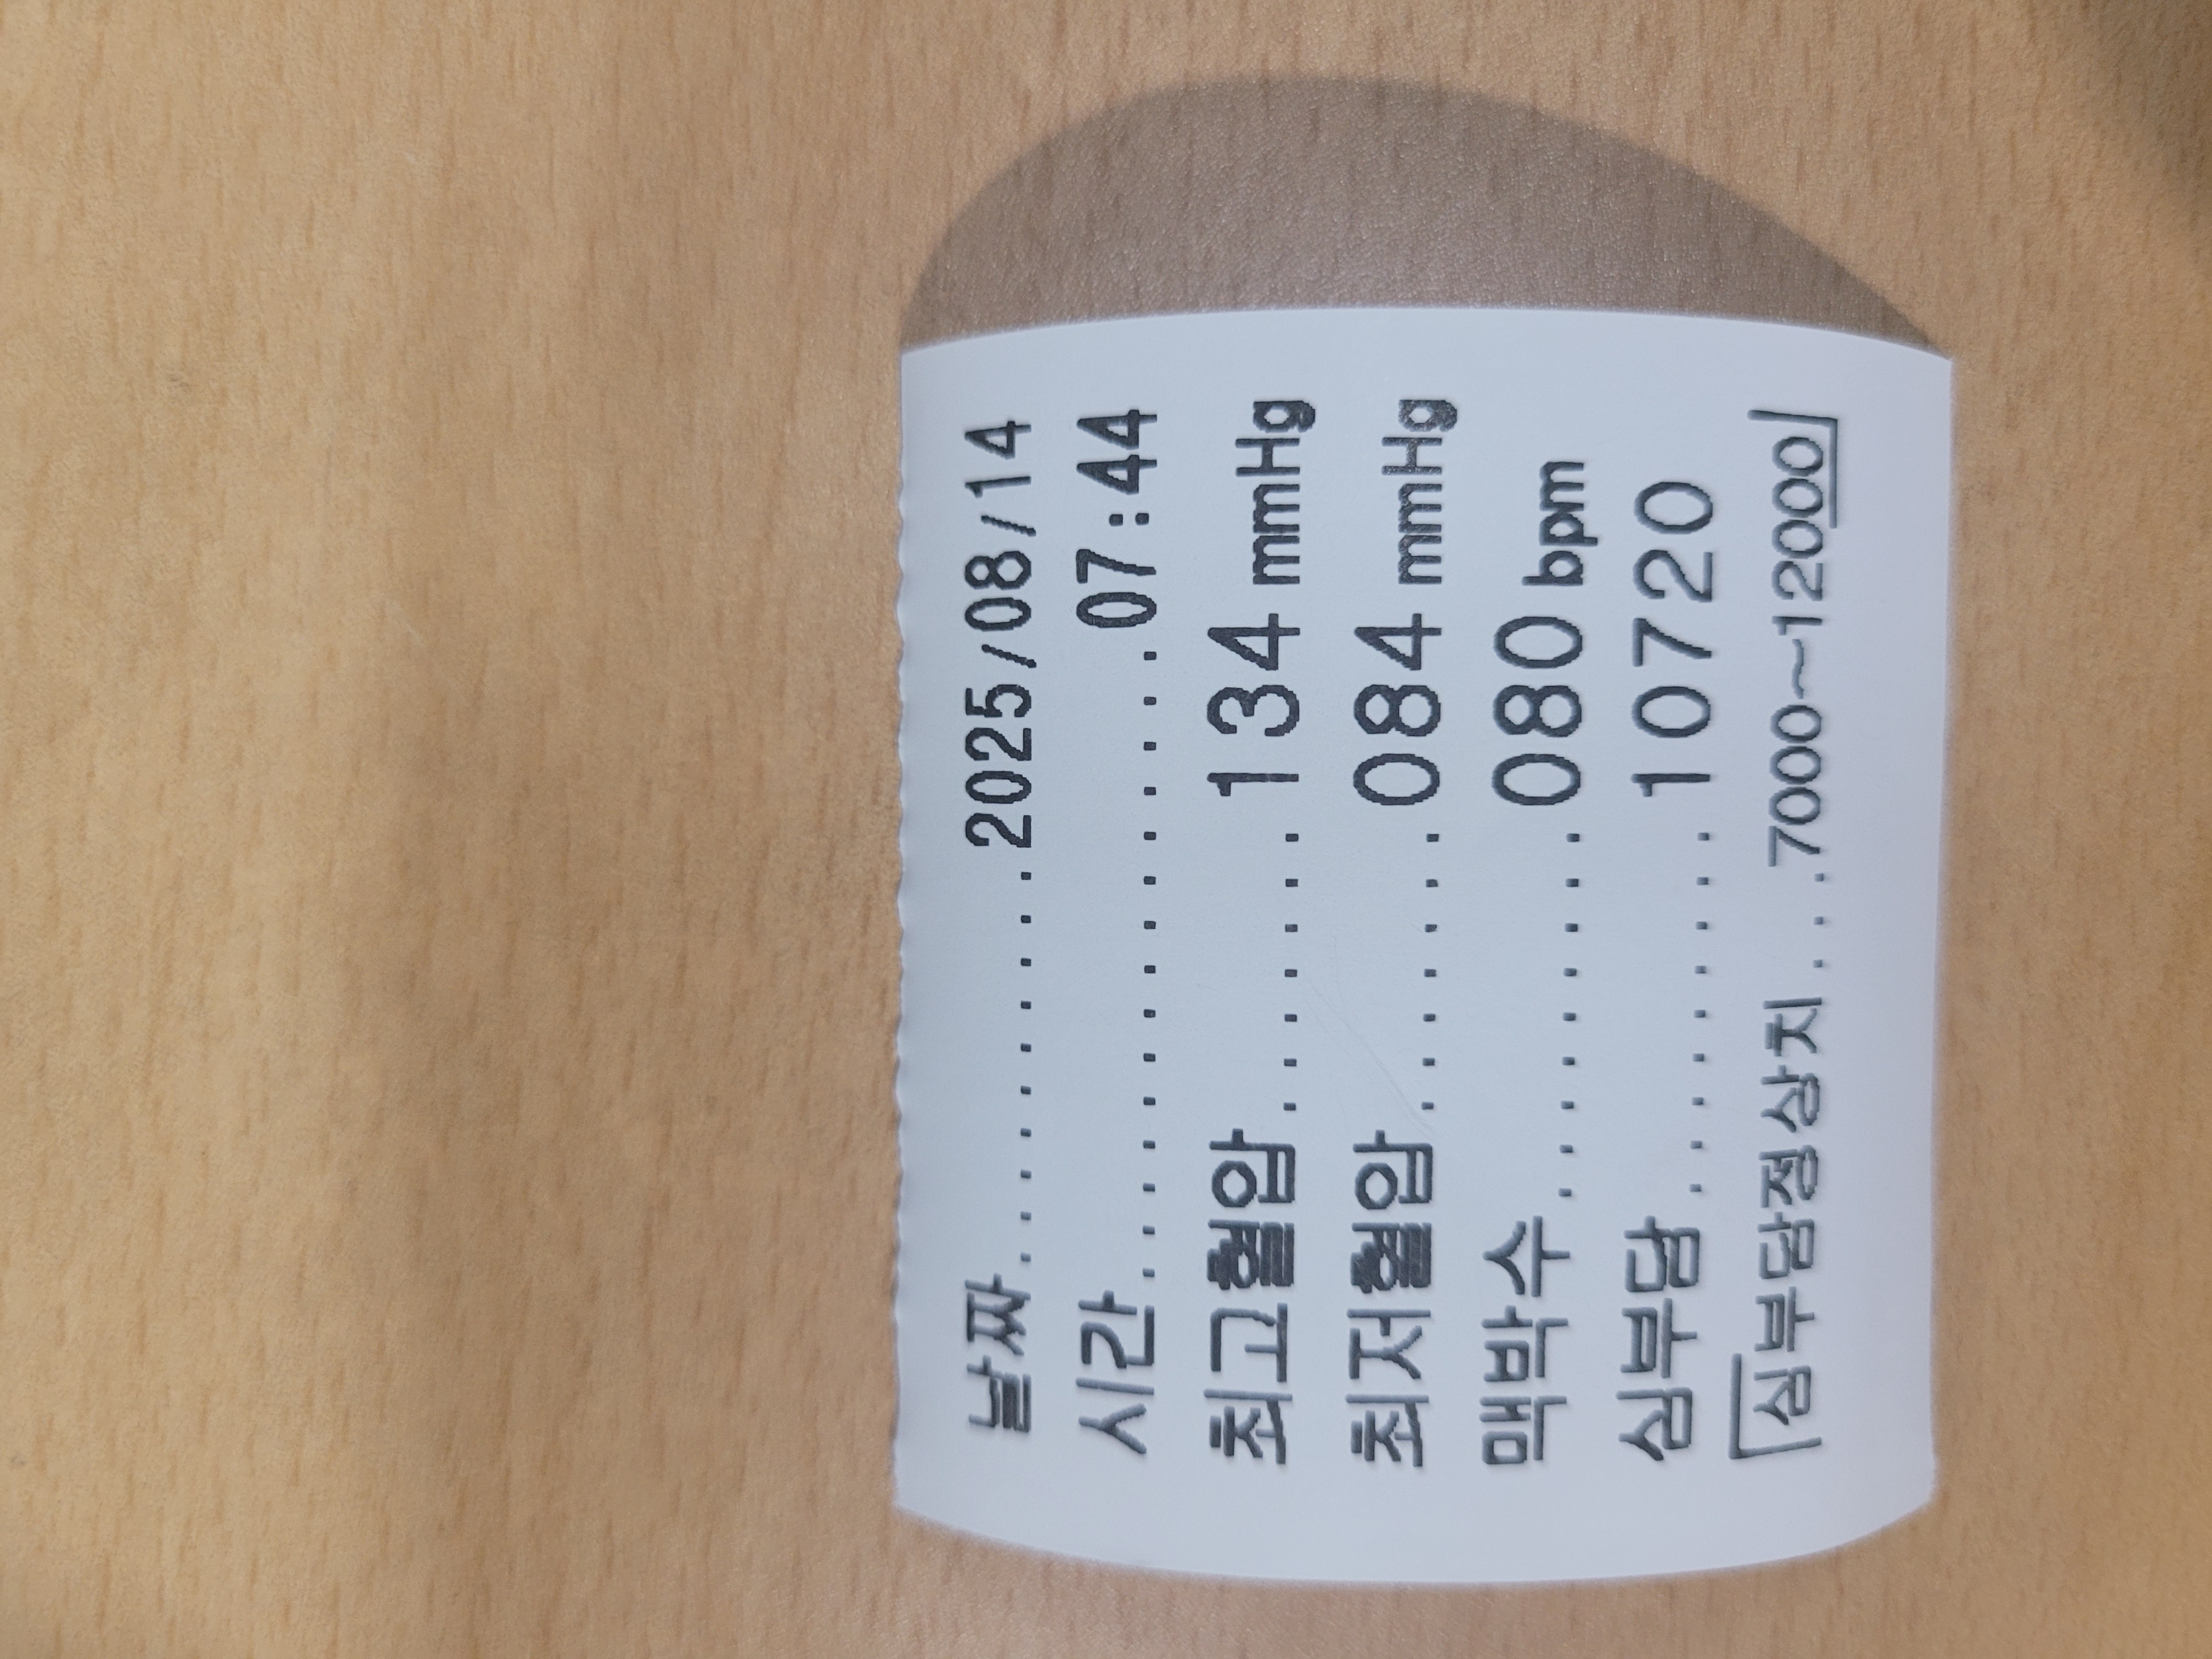 날짜..........2025/08/14
시간...............07:44
최고혈압.......134 mmHg
최저혈압.......084 mmHg
맥박수.........080 bpm
심부담.........10720
「심부담정상치...7000~12000」